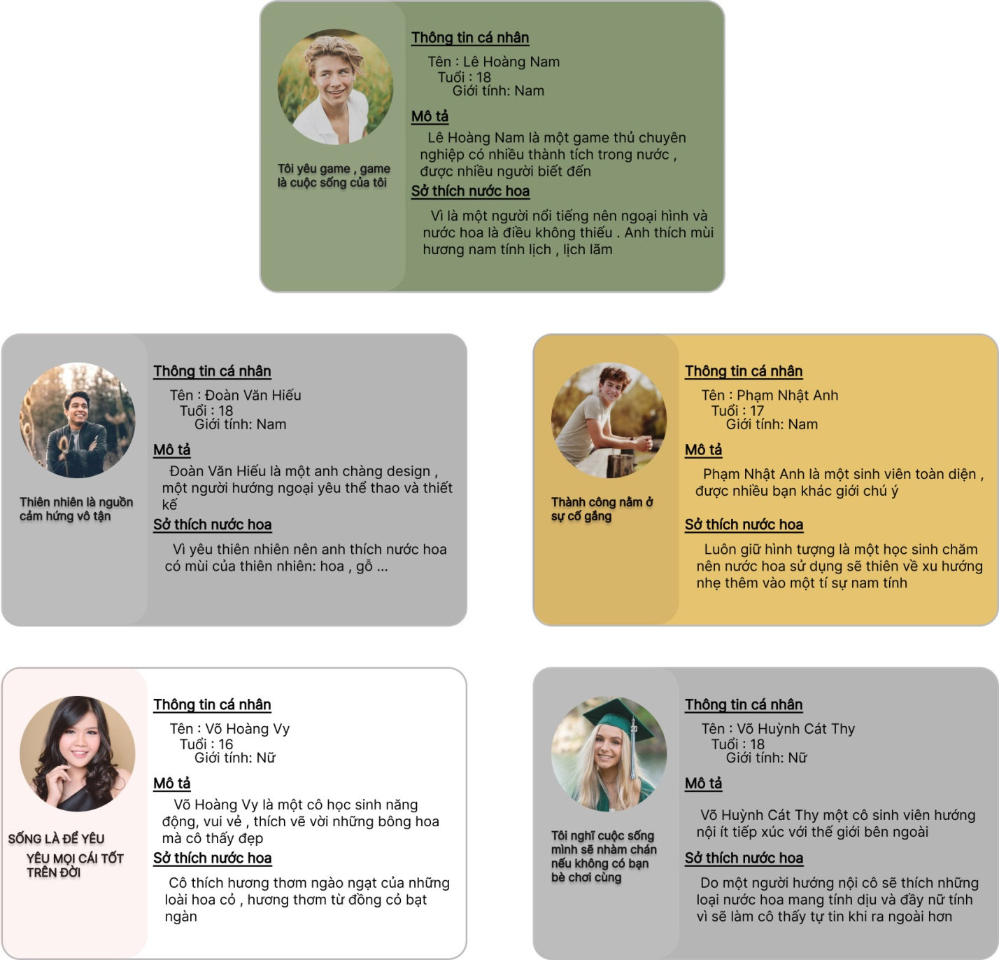 Thông tin cá nhân
Tên : Lê Hoàng Nam
Tuổi : 18
Giới tính: Nam
Mô tả
Lê Hoàng Nam là một game thủ chuyên
nghiệp có nhiều thành tích trong nước ,
được nhiều người biết đến
Sở thích nước hoa
Vì là một người nổi tiếng nên ngoại hình và
nước hoa là điều không thiếu . Anh thích mùi
hương nam tính lịch , lịch lãm
Tôi yêu game , game
là cuộc sống của tôi
Thông tin cá nhân
Tên : Đoàn Văn Hiếu
Tuổi : 18
Giới tính: Nam
Mô tả
Đoàn Văn Hiếu là một anh chàng design ,
một người hướng ngoại yêu thể thao và thiết
kế
Sở thích nước hoa
Vì yêu thiên nhiên nên anh thích nước hoa
có mùi của thiên nhiên: hoa , gỗ ...
Thiên nhiên là nguồn
cảm hứng vô tận
Thông tin cá nhân
Tên : Phạm Nhật Anh
Tuổi : 17
Giới tính: Nam
Mô tả
Phạm Nhật Anh là một sinh viên toàn diện ,
được nhiều bạn khác giới chú ý
Sở thích nước hoa
Luôn giữ hình tượng là một học sinh chăm
nên nước hoa sử dụng sẽ thiên về xu hướng
nhẹ thêm vào một tí sự nam tính
Thành công nằm ở
sự cố gắng
Thông tin cá nhân
Tên : Võ Hoàng Vy
Tuổi : 16
Giới tính: Nữ
Mô tả
Võ Hoàng Vy là một cô học sinh năng
động, vui vẻ , thích vẽ vời những bông hoa
mà cô thấy đẹp
Sở thích nước hoa
Cô thích hương thơm ngào ngạt của những
loài hoa cỏ , hương thơm từ đồng cỏ bạt
ngàn
SỐNG LÀ ĐỂ YÊU
YÊU MỌI CÁI TỐT
TRÊN ĐỜI
Thông tin cá nhân
Tên : Võ Huỳnh Cát Thy
Tuổi : 18
Giới tính: Nữ
Mô tả
Võ Huỳnh Cát Thy một cô sinh viên hướng
nội ít tiếp xúc với thế giới bên ngoài
Sở thích nước hoa
Do một người hướng nội cô sẽ thích những
loại nước hoa mang tính dịu và đầy nữ tính
vì sẽ làm cô thấy tự tin khi ra ngoài hơn
Tôi nghĩ cuộc sống
mình sẽ nhàm chán
nếu không có bạn
bè chơi cùng